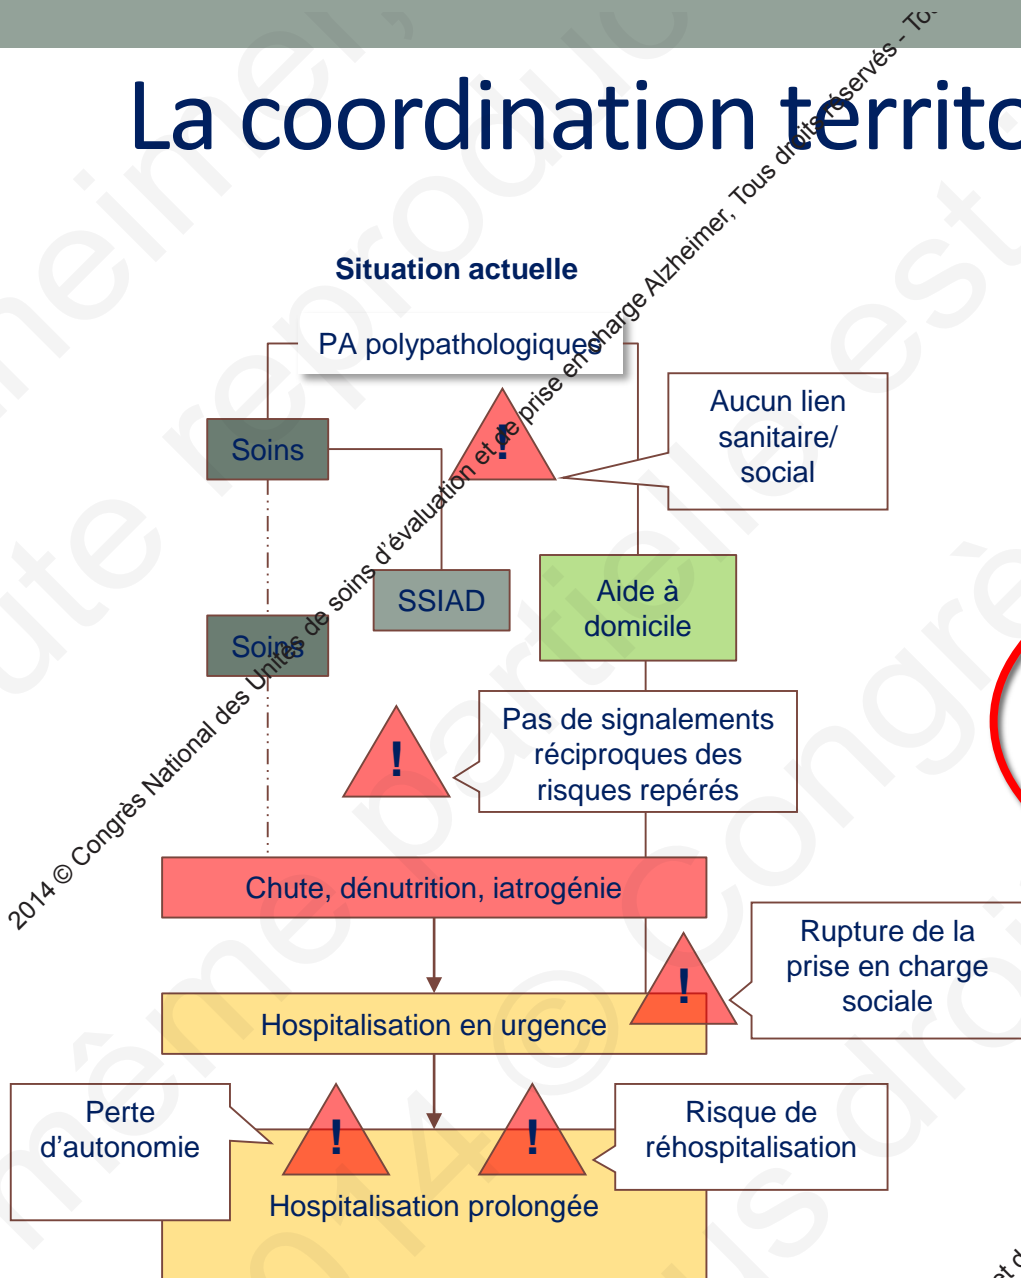 La coordination territo
Situation actuelle
PA polypathologiques
Aucun lien
sanitaire/
social
!
Soins
SSIAD
Aide à
domicile
Soins
Pas de signalements
réciproques des
risques repérés
!
Chute, dénutrition, iatrogénie
Rupture de la
prise en charge
sociale
!
Hospitalisation en urgence
Perte
d'autonomie
!
!
Risque de
réhospitalisation
Hospitalisation prolongée
2014 © Congrès National des Unités de soins d'évaluation et de prise en charge Alzheimer, Tous droits réservés - To
et d